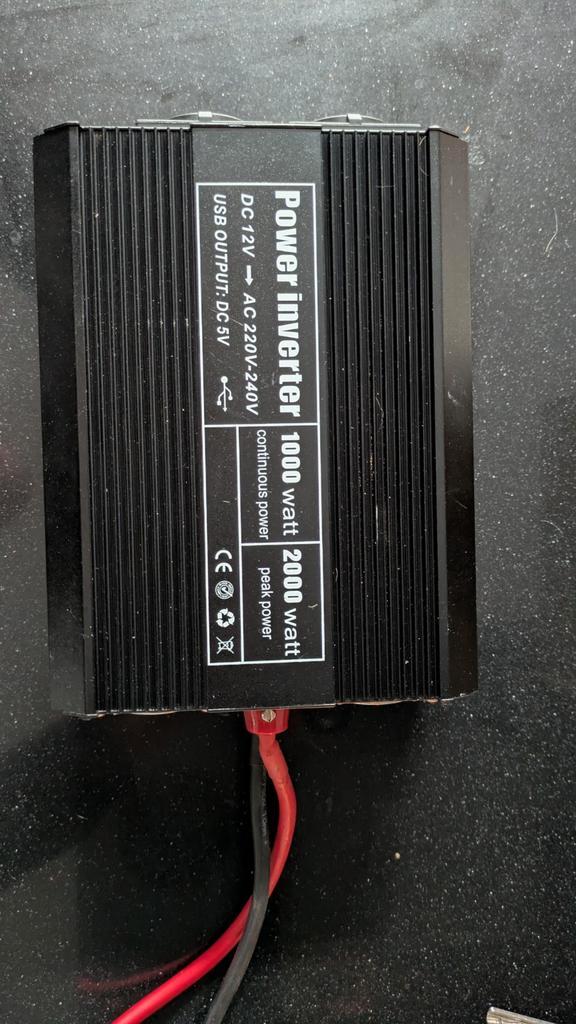 Power inverter
DC 12V ➞ AC 220V-240V
USB OUTPUT: DC 5V
1000 watt
continuous power
2000 watt
peak power
CE